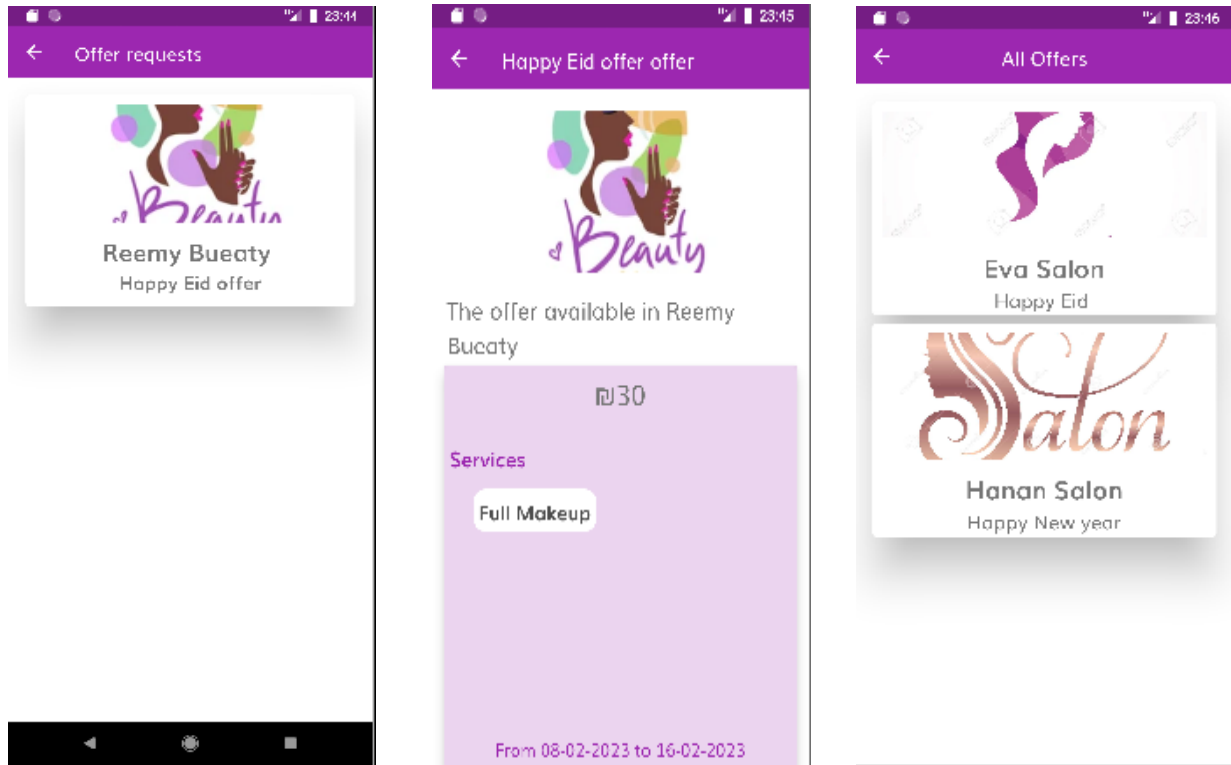 23:44
Offer requests
Beauty
Reemy Bueaty
Happy Eid offer
23:45
Happy Eid offer offer
Beauty
The offer available in Reemy
Bueaty
₪30
Services
Full Makeup
From 08-02-2023 to 16-02-2023
23:46
All Offers
Eva Salon
Happy Eid
Salon
Hanan Salon
Happy New year